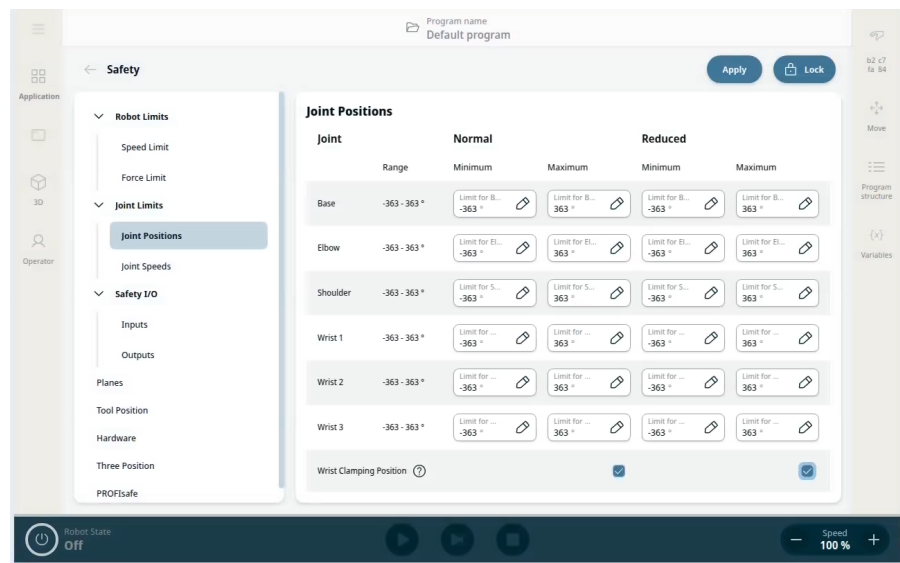 Program name
Default program
Safety
Apply
Lock
b2 c7
fa 84
Application
3D
Operator
Move
Program
structure
{x}
Variables
Robot Limits
Speed Limit
Force Limit
Joint Limits
Joint Positions
Joint Speeds
Safety I/O
Inputs
Outputs
Planes
Tool Position
Hardware
Three Position
PROFIsafe
Joint Positions
Joint Normal Reduced
Range Minimum Maximum Minimum Maximum
Limit for B... Limit for B... Limit for B... Limit for B...
Base -363 - 363 ° -363 ° 363 ° -363 ° 363 °
Limit for El... Limit for El... Limit for El... Limit for El...
Elbow -363 - 363 ° -363 ° 363 ° -363 ° 363 °
Limit for S... Limit for S... Limit for S... Limit for S...
Shoulder -363 - 363 ° -363 ° 363 ° -363 ° 363 °
Limit for ... Limit for ... Limit for ... Limit for ...
Wrist 1 -363 - 363 ° -363 ° 363 ° -363 ° 363 °
Limit for ... Limit for ... Limit for ... Limit for ...
Wrist 2 -363 - 363 ° -363 ° 363 ° -363 ° 363 °
Limit for ... Limit for ... Limit for ... Limit for ...
Wrist 3 -363 - 363 ° -363 ° 363 ° -363 ° 363 °
Wrist Clamping Position ?
Robot State
Off
Speed
100 %